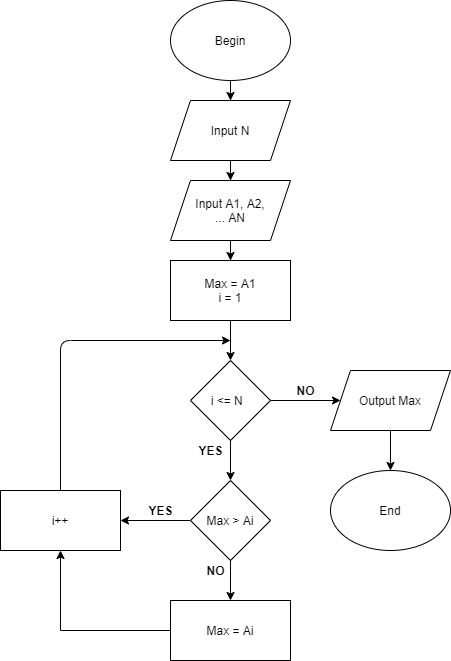 Begin
Input N
Input A1, A2,
... AN
Max = A1
i = 1
i <= N
NO
Output Max
YES
End
Max > Ai
YES
i++
NO
Max = Ai